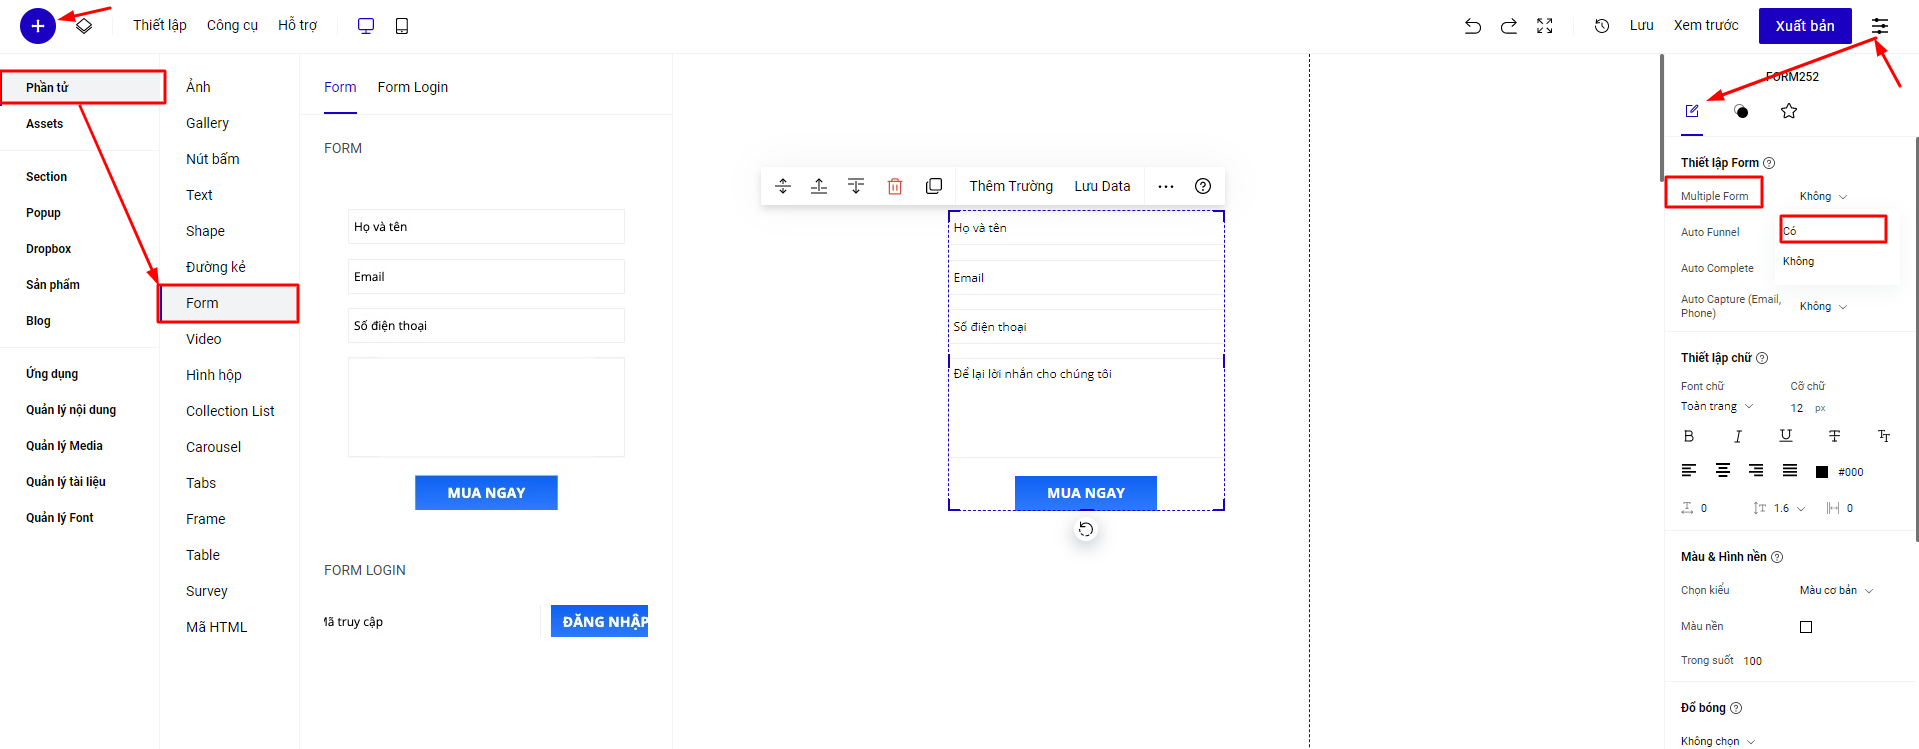 Thiết lập
Công cụ
Hỗ trợ
Lưu
Xem trước
Xuất bản
Phần tử
Assets
Section
Popup
Dropbox
Sản phẩm
Blog
Ứng dụng
Quản lý nội dung
Quản lý Media
Quản lý tài liệu
Quản lý Font
Ảnh
Gallery
Nút bấm
Text
Shape
Đường kẻ
Form
Video
Hình hộp
Collection List
Carousel
Tabs
Frame
Table
Survey
Mã HTML
Form
Form Login
FORM
Họ và tên
Email
Số điện thoại
MUA NGAY
FORM LOGIN
Mã truy cập
ĐĂNG NHẬP
Thêm Trường
Lưu Data
Họ và tên
Email
Số điện thoại
Để lại lời nhắn cho chúng tôi
MUA NGAY
FORM252
Thiết lập Form
Multiple Form
Không
Auto Funnel
Có
Không
Auto Complete
Auto Capture (Email,
Phone)
Không
Thiết lập chữ
Font chữ
Cỡ chữ
Toàn trang
12 px
#000
0
1.6
0
Màu & Hình nền
Chọn kiểu
Màu cơ bản
Màu nền
Trong suốt
100
Đổ bóng
Không chọn